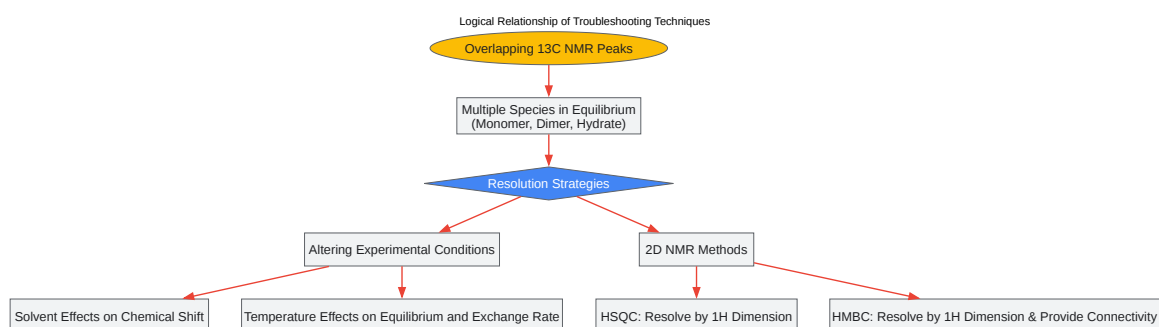 Logical Relationship of Troubleshooting Techniques
Overlapping 13C NMR Peaks
Multiple Species in Equilibrium
(Monomer, Dimer, Hydrate)
Resolution Strategies
Altering Experimental Conditions
2D NMR Methods
Solvent Effects on Chemical Shift
Temperature Effects on Equilibrium and Exchange Rate
HSQC: Resolve by 1H Dimension
HMBC: Resolve by 1H Dimension & Provide Connectivity